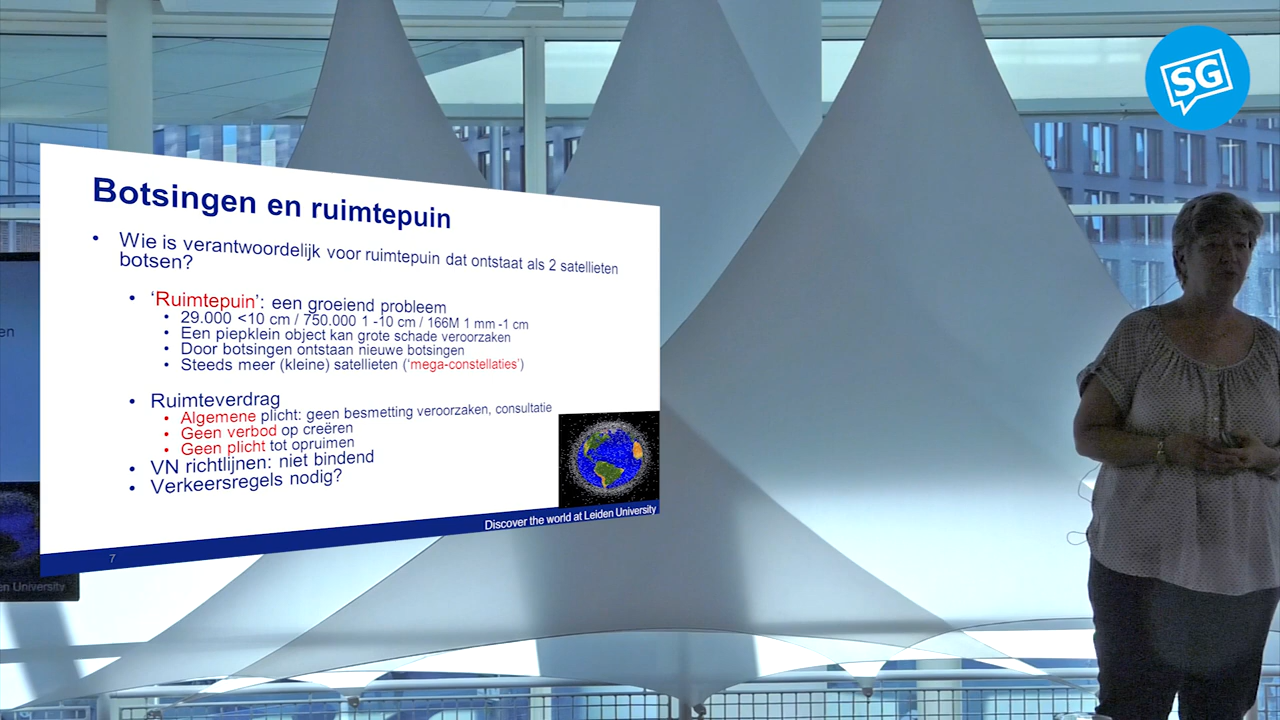 SG
Botsingen en ruimtepuin
• Wie is verantwoordelijk voor ruimtepuin dat ontstaat als 2 satellieten
botsen?
• ‘Ruimtepuin’: een groeiend probleem
• 29.000 <10 cm / 750.000 1 -10 cm / 166M 1 mm -1 cm
• Een piepklein object kan grote schade veroorzaken
• Door botsingen ontstaan nieuwe botsingen
• Steeds meer (kleine) satellieten (‘mega-constellaties’)
• Ruimteverdrag
• Algemene plicht: geen besmetting veroorzaken, consultatie
• Geen verbod op creëren
• Geen plicht tot opruimen
• VN richtlijnen: niet bindend
• Verkeersregels nodig?
Discover the world at Leiden University
7
en
en University